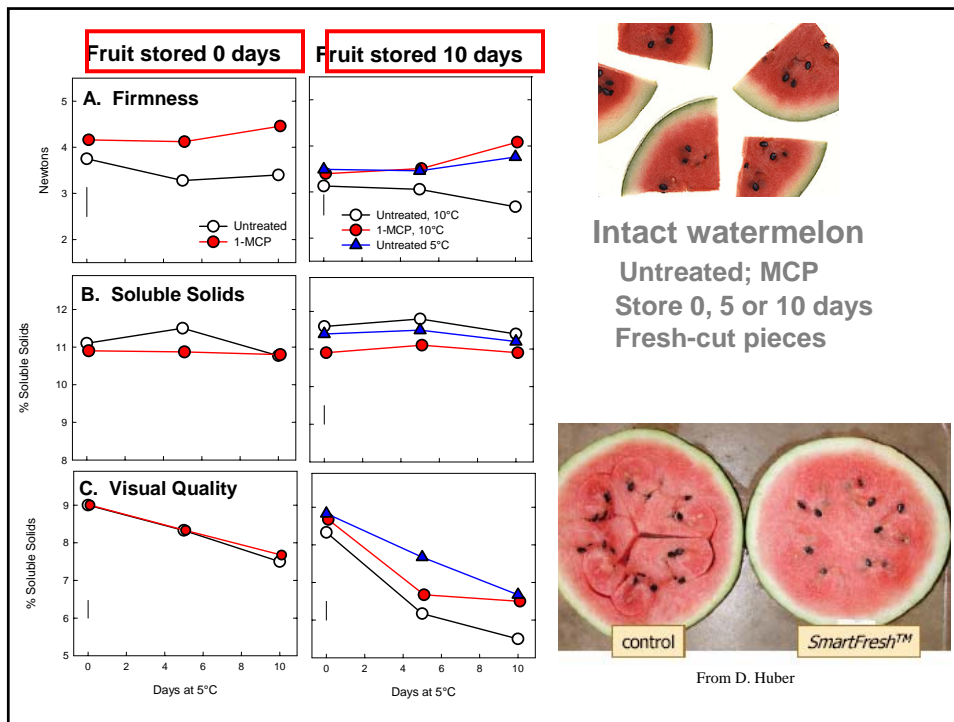 Fruit stored 0 days
Fruit stored 10 days
A. Firmness
5
4
3
2
Newtons
Untreated
1-MCP
Untreated, 10°C
1-MCP, 10°C
Untreated 5°C
B. Soluble Solids
11
12
10
9
8
% Soluble Solids
C. Visual Quality
9
8
7
6
5
% Soluble Solids
0
2
4
6
8
10
0
2
4
6
8
10
Days at 5°C
Days at 5°C
Intact watermelon
Untreated; MCP
Store 0, 5 or 10 days
Fresh-cut pieces
control
SmartFresh™
From D. Huber